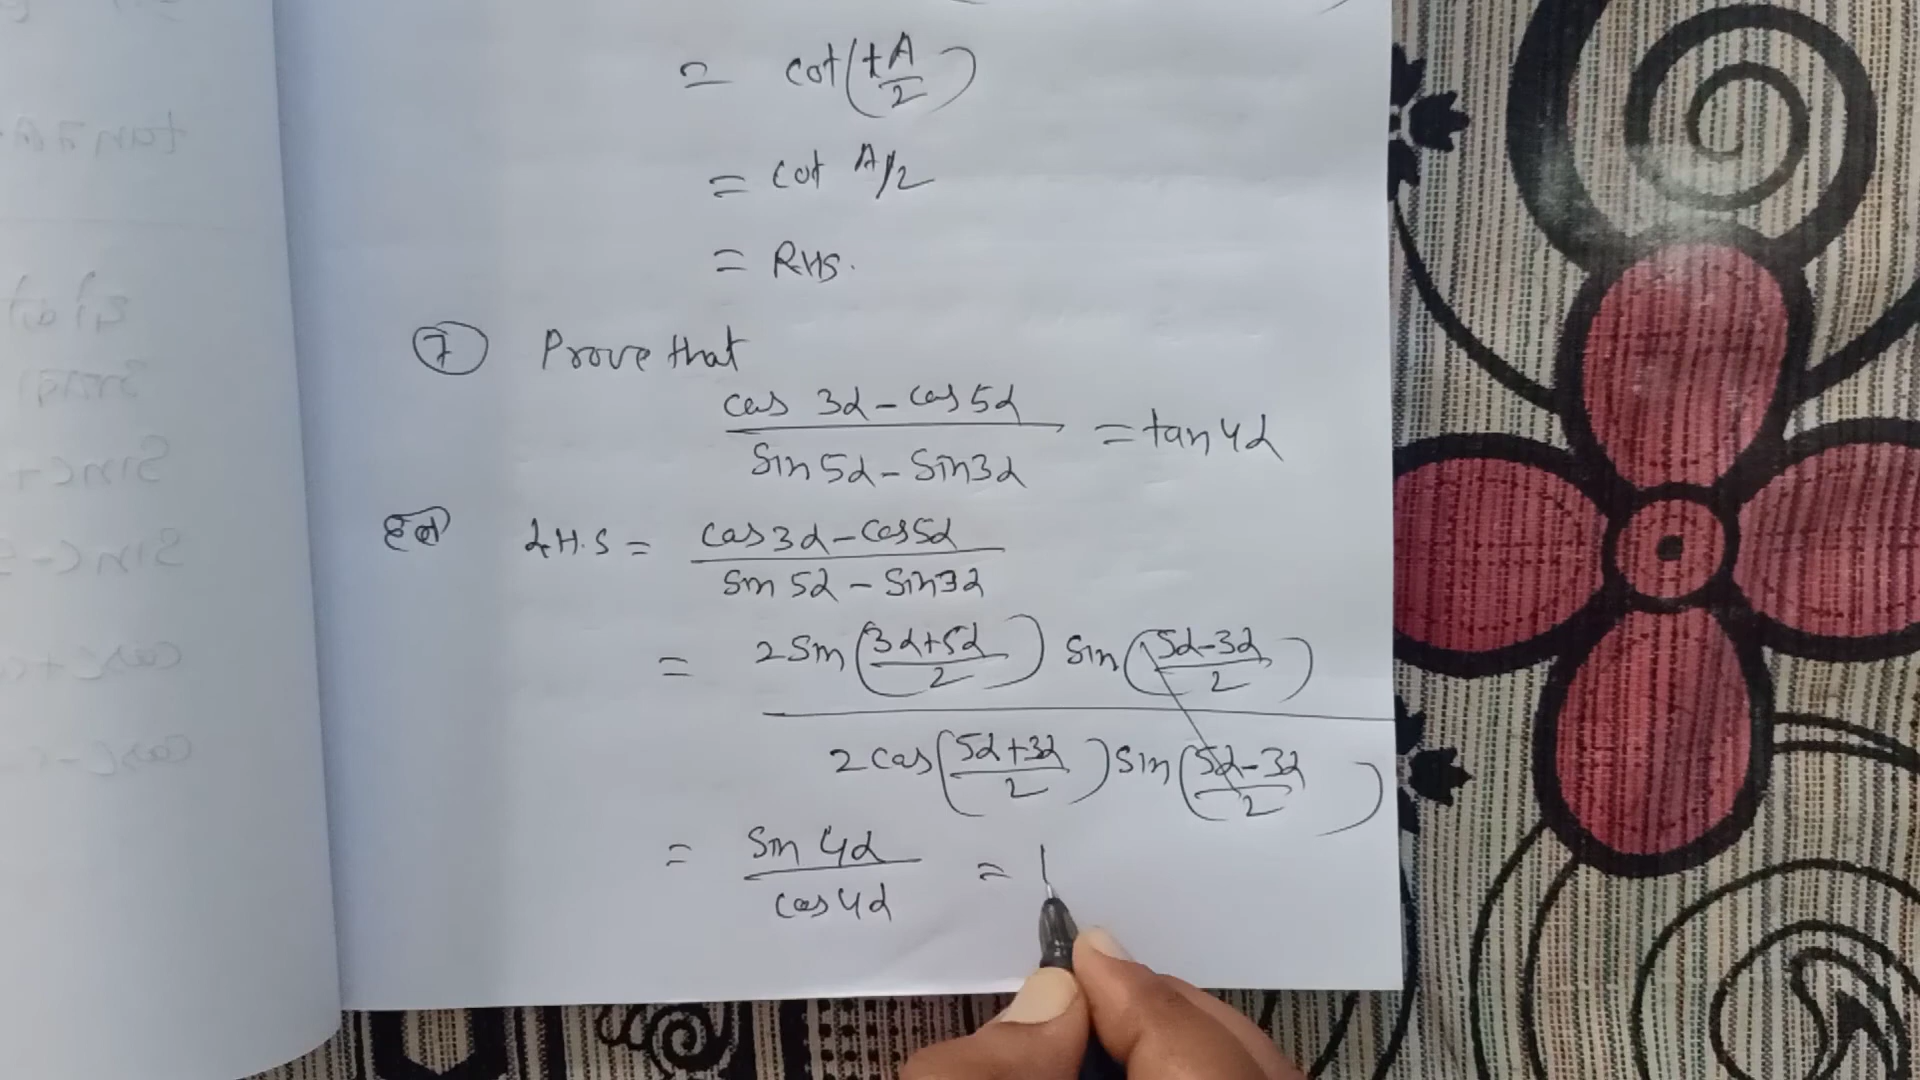 = cot(+A/2)
= cot A/2
= RHS.
⑦ Prove that
cos 3α - cos 5α / Sin 5α - Sin 3α = tan 4α
हल L.H.S = cos 3α - cos 5α / Sin 5α - Sin 3α
= 2 Sin (3α+5α/2) Sin (5α-3α/2) / 2 cos (5α+3α/2) Sin (5α-3α/2)
= Sin 4α / cos 4α =